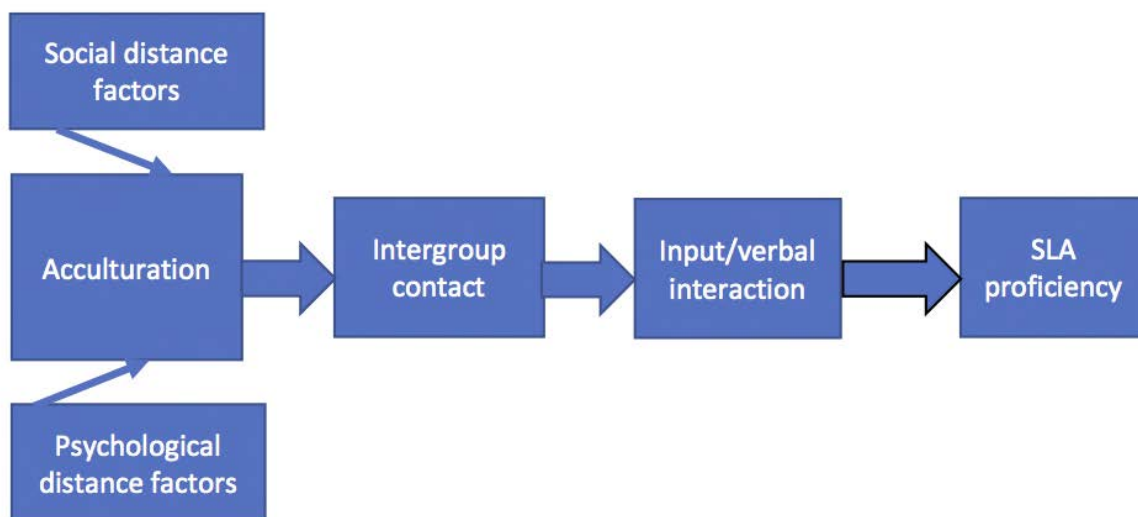 Social distance
factors
Acculturation
Intergroup
contact
Input/verbal
interaction
SLA
proficiency
Psychological
distance factors